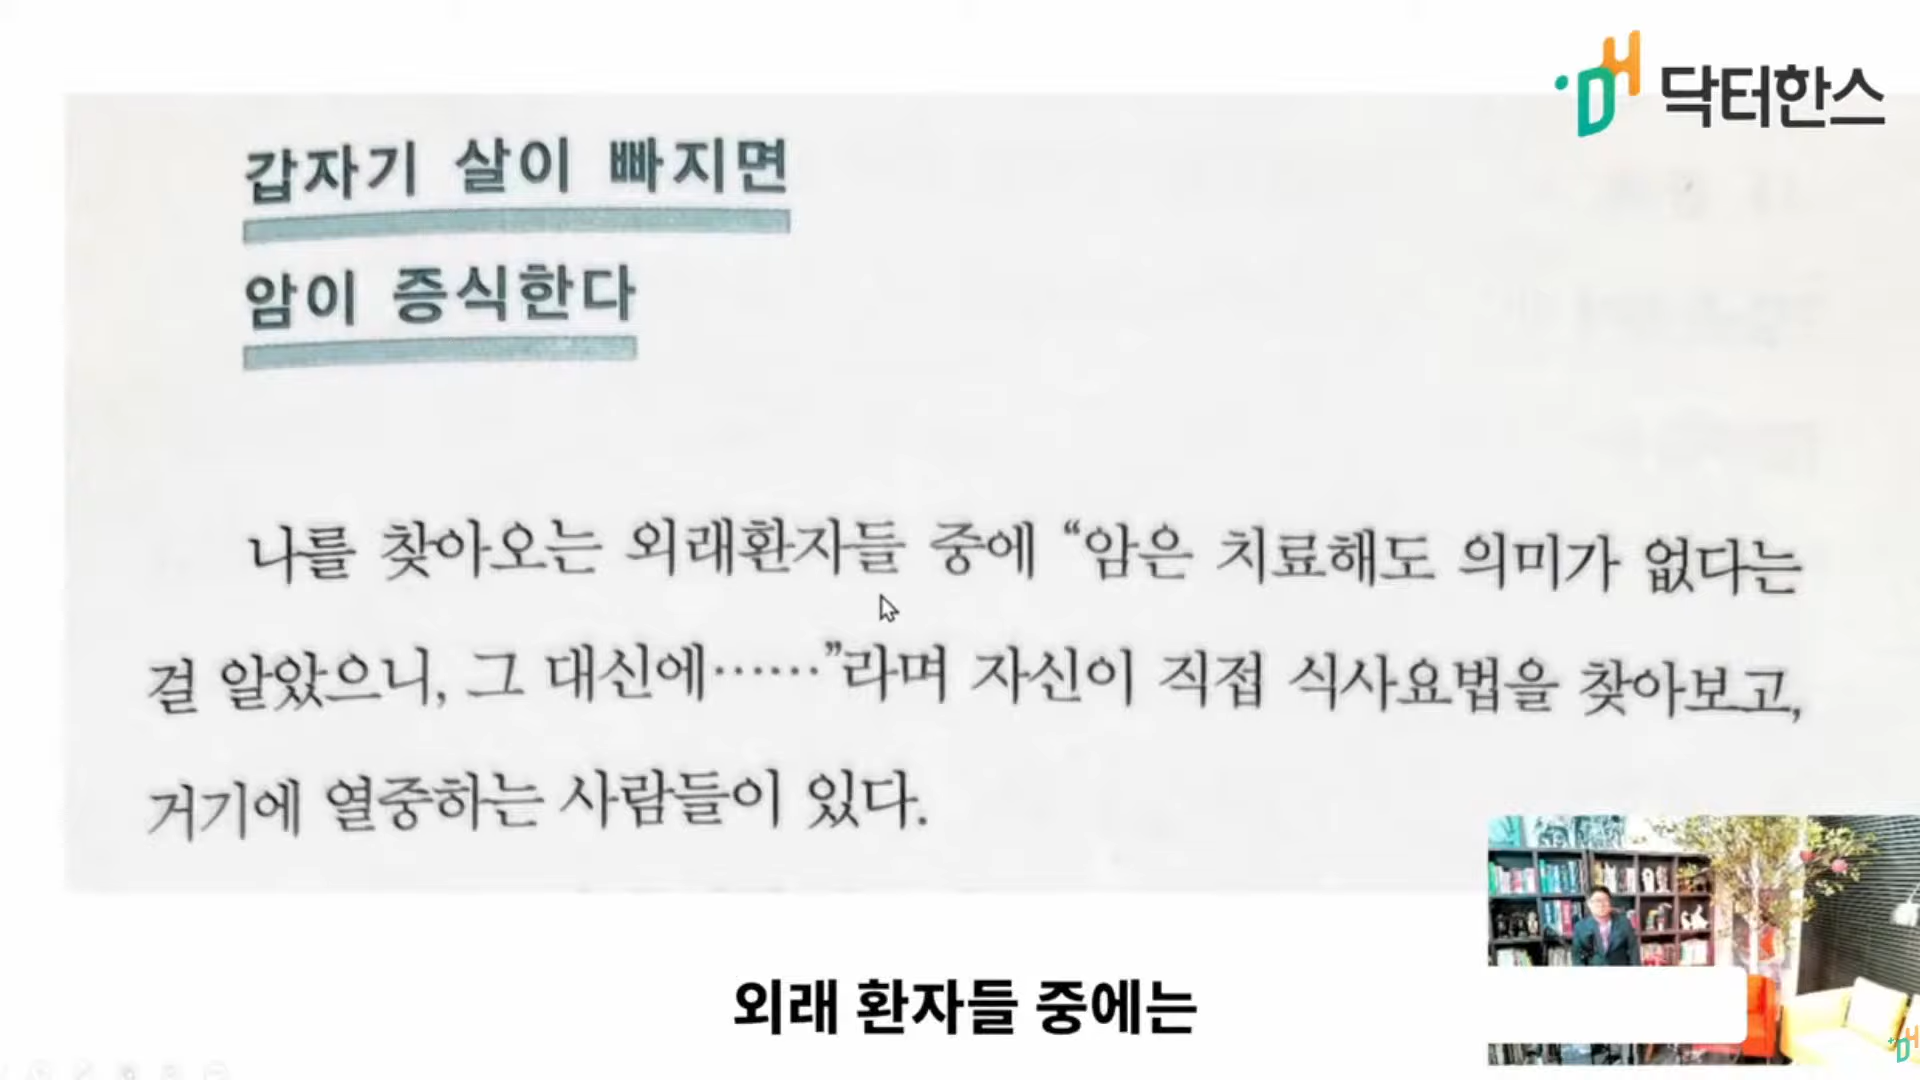 닥터한스
갑자기 살이 빠지면
암이 증식한다
나를 찾아오는 외래환자들 중에 “암은 치료해도 의미가 없다는
걸 알았으니, 그 대신에……”라며 자신이 직접 식사요법을 찾아보고,
거기에 열중하는 사람들이 있다.
외래 환자들 중에는